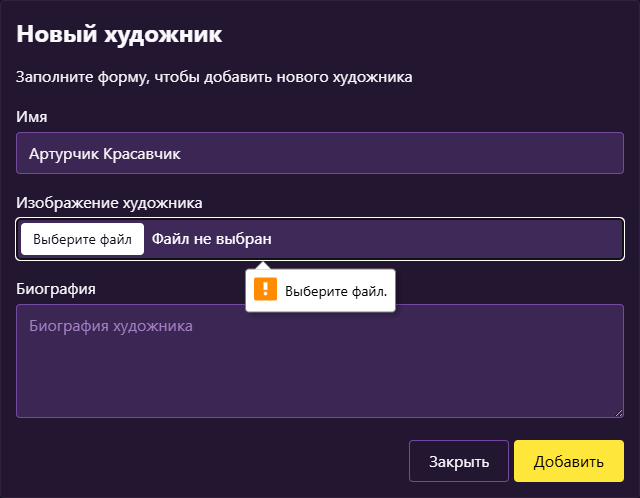 Новый художник
Заполните форму, чтобы добавить нового художника
Имя
Артурчик Красавчик
Изображение художника
Выберите файл Файл не выбран
Выберите файл.
Биография
Биография художника
Закрыть Добавить